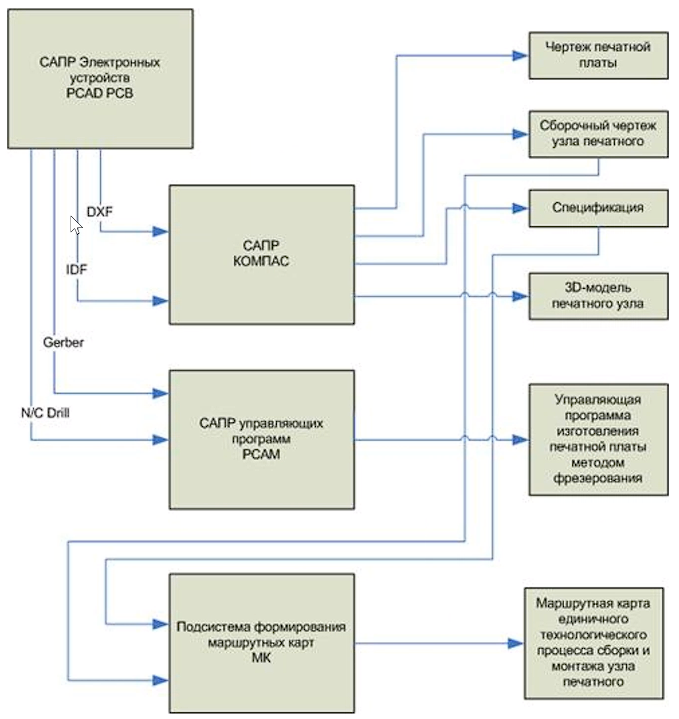 САПР Электронных
устройств
PCAD PCB
Чертеж печатной
платы
Сборочный чертеж
узла печатного
DXF
САПР
КОМПАС
Спецификация
IDF
3D-модель
печатного узла
Gerber
N/C Drill
САПР управляющих
программ
PCAM
Управляющая
программа
изготовления
печатной платы
методом
фрезерования
Подсистема формирования
маршрутных карт
МК
Маршрутная карта
единичного
технологического
процесса сборки и
монтажа узла
печатного